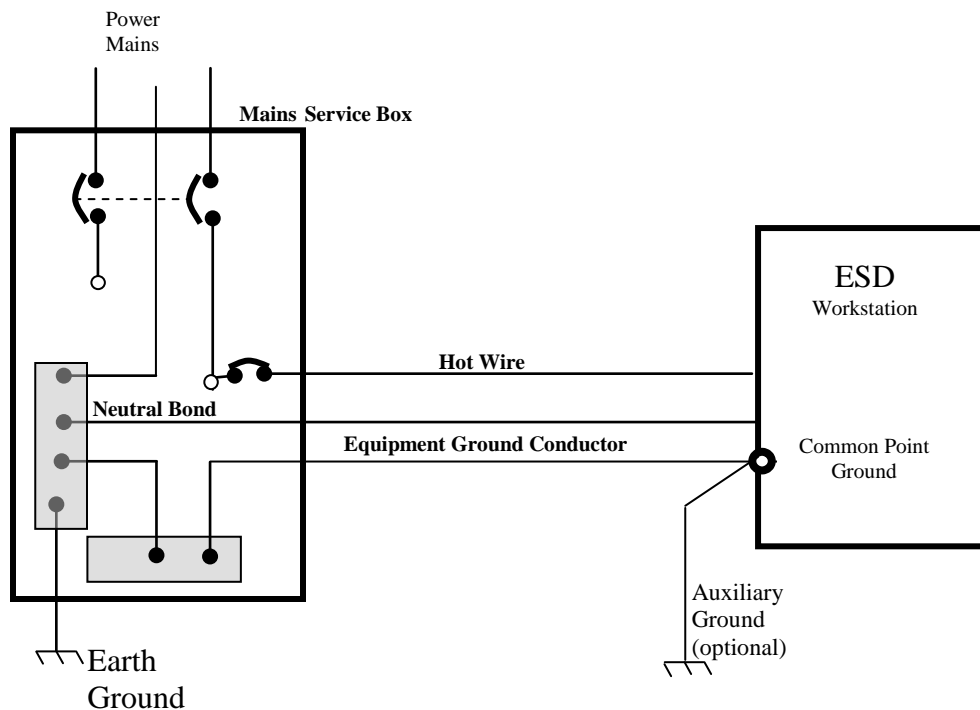 Power
Mains
Mains Service Box
ESD
Workstation
Hot Wire
Neutral Bond
Equipment Ground Conductor
Common Point
Ground
Auxiliary
Ground
(optional)
Earth
Ground